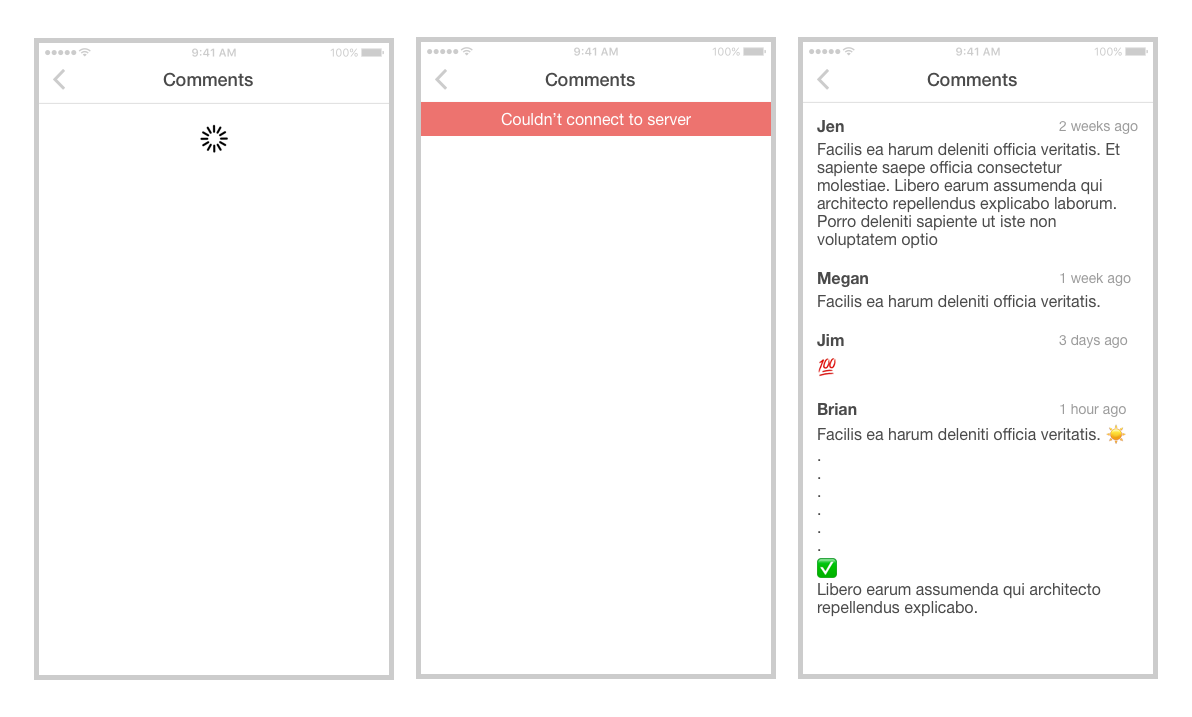 9:41 AM
100%
Comments
9:41 AM
100%
Comments
Couldn’t connect to server
9:41 AM
100%
Comments
Jen
2 weeks ago
Facilis ea harum deleniti officia veritatis. Et
sapiente saepe officia consectetur
molestiae. Libero earum assumenda qui
architecto repellendus explicabo laborum.
Porro deleniti sapiente ut iste non
voluptatem optio
Megan
1 week ago
Facilis ea harum deleniti officia veritatis.
Jim
3 days ago
💯
Brian
1 hour ago
Facilis ea harum deleniti officia veritatis. ☀️
.
.
.
.
.
.
✅
Libero earum assumenda qui architecto
repellendus explicabo.